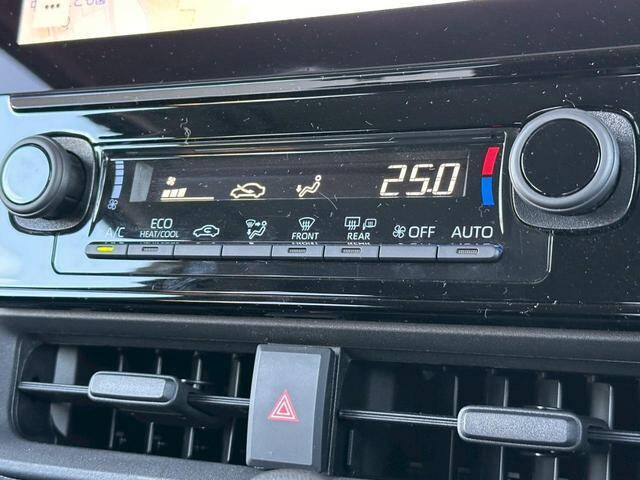 25.0
A/C
ECO
HEAT/COOL
FRONT
REAR
OFF
AUTO